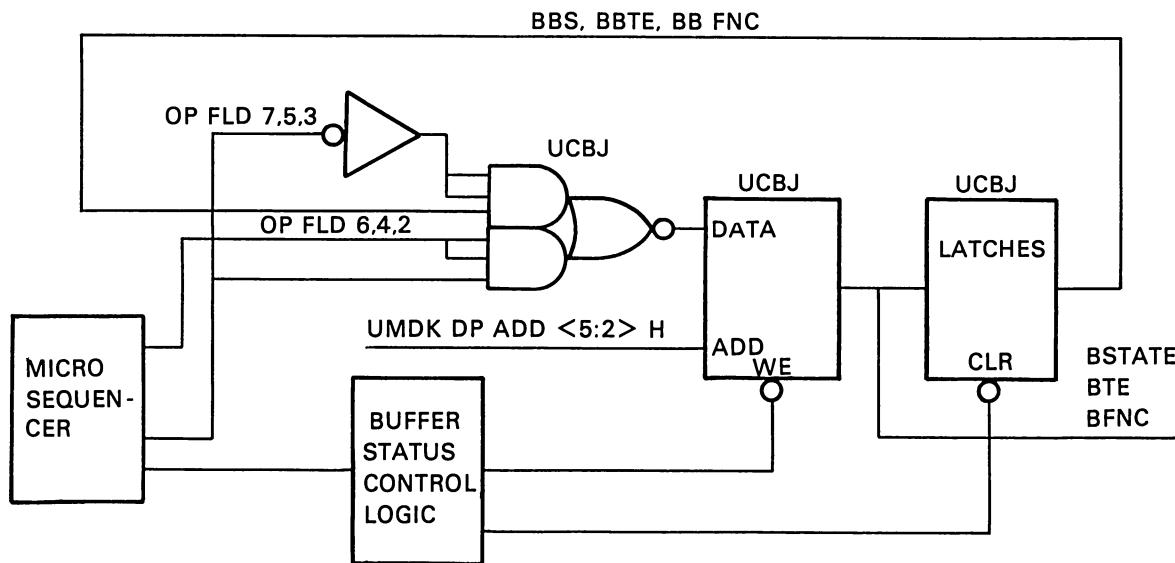 BBS, BBTE, BB FNC
OP FLD 7,5,3
UCBJ
UCBJ
UCBJ
OP FLD 6,4,2
DATA
LATCHES
UMDK DP ADD <5:2> H
ADD
WE
CLR
MICRO
SEQUEN-
CER
BUFFER
STATUS
CONTROL
LOGIC
BSTATE
BTE
BFNC